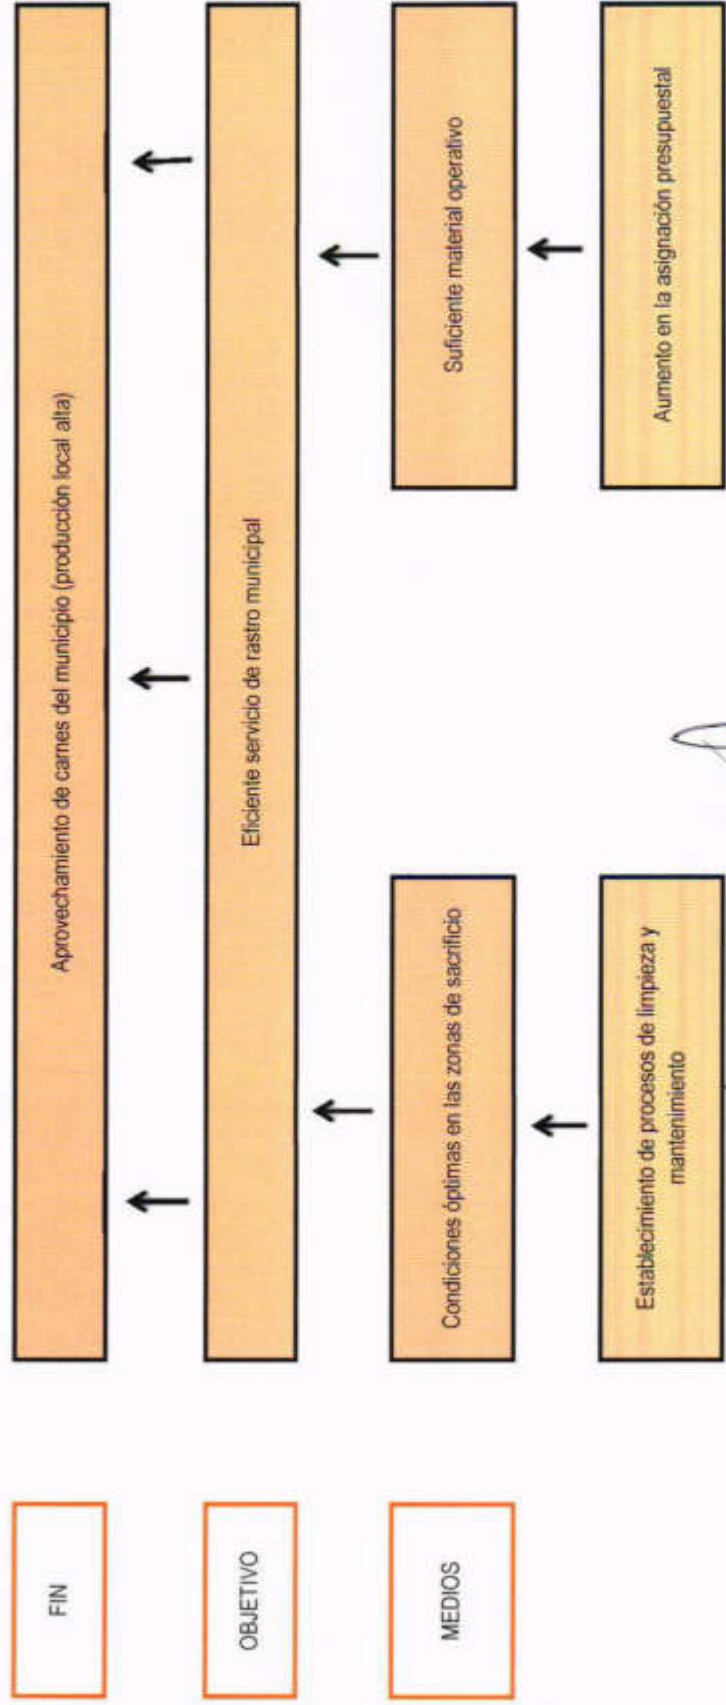 FIN
Aprovechamiento de carnes del municipio (producción local alta)
OBJETIVO
Eficiente servicio de rastro municipal
MEDIOS
Condiciones óptimas en las zonas de sacrificio
Suficiente material operativo
Establecimiento de procesos de limpieza y
mantenimiento
Aumento en la asignación presupuestal